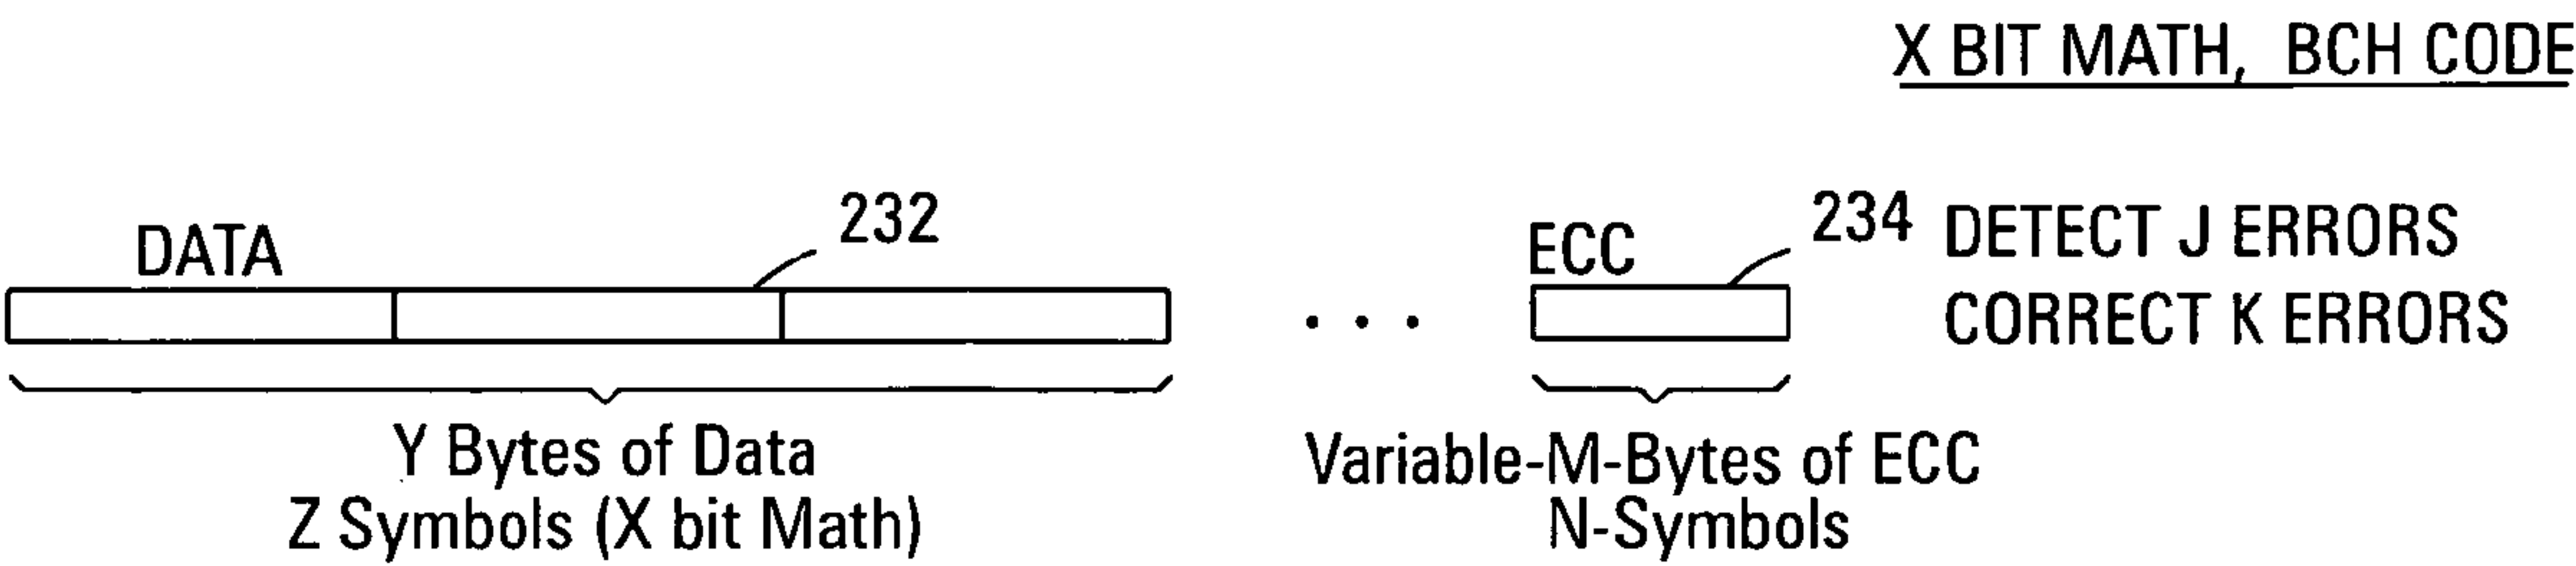 X BIT MATH, BCH CODE
232
234
DETECT J ERRORS
DATA
ECC
CORRECT K ERRORS
Y Bytes of Data
Z Symbols (X bit Math)
Variable-M-Bytes of ECC
N-Symbols